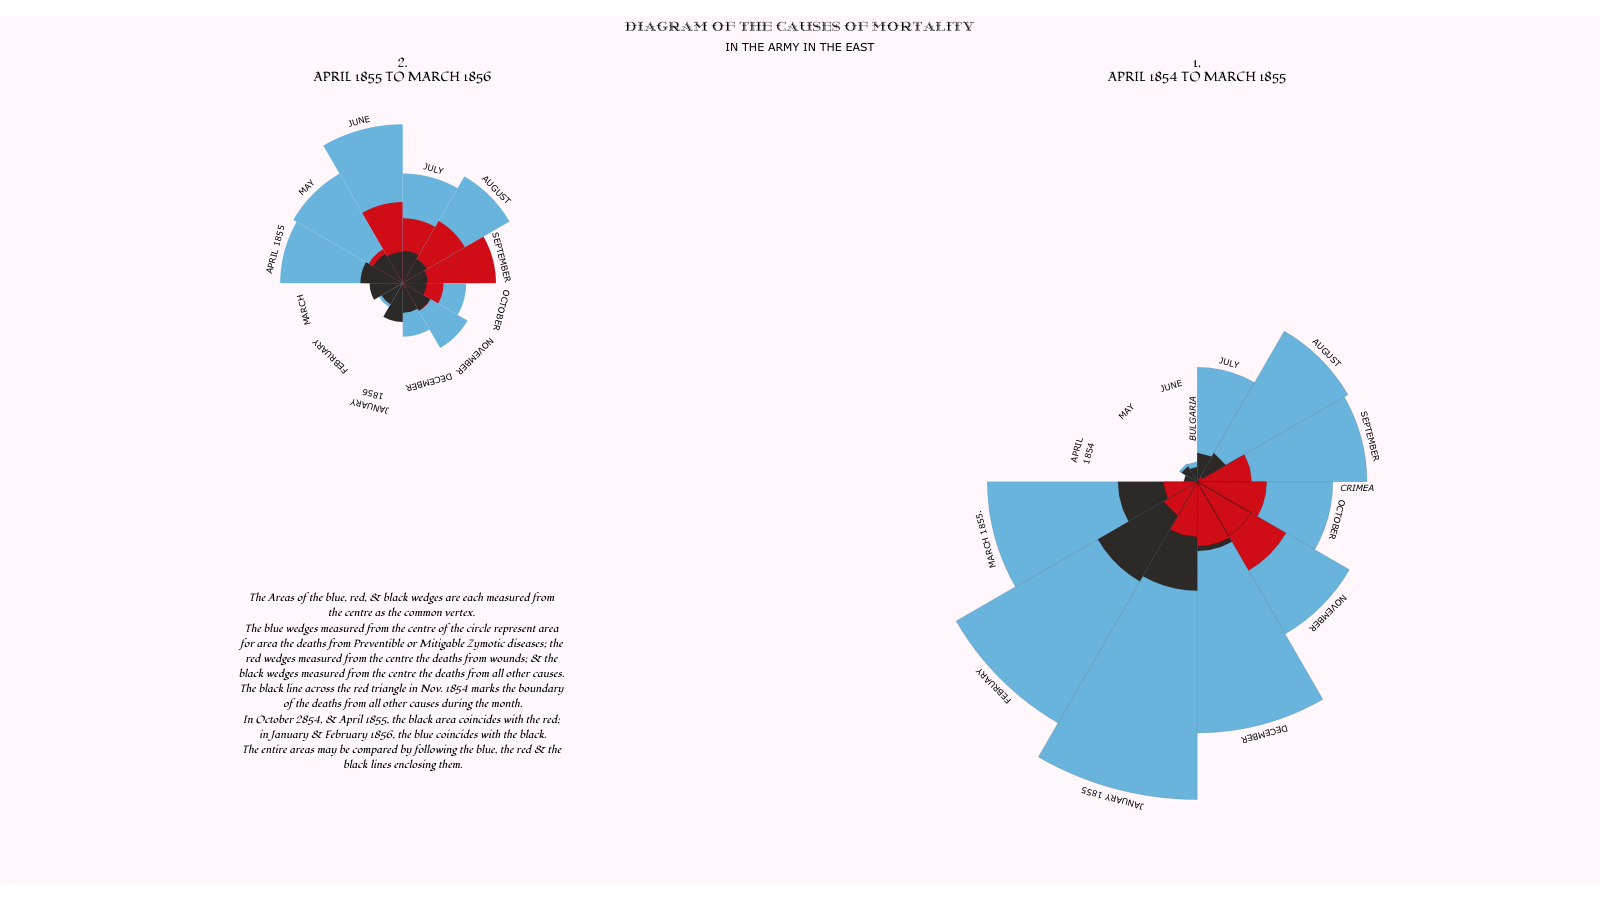 DIAGRAM OF THE CAUSES OF MORTALITY
IN THE ARMY IN THE EAST
2.
APRIL 1855 TO MARCH 1856
JUNE
JULY
MAY
AUGUST
APRIL 1855
SEPTEMBER
MARCH
OCTOBER
FEBRUARY
NOVEMBER
DECEMBER
JANUARY
1856
1.
APRIL 1854 TO MARCH 1855
AUGUST
JULY
JUNE
MAY
BULGARIA
SEPTEMBER
APRIL
1854
CRIMEA
OCTOBER
MARCH 1855.
NOVEMBER
FEBRUARY
DECEMBER
JANUARY 1855
The Areas of the blue, red, & black wedges are each measured from
the centre as the common vertex.
The blue wedges measured from the centre of the circle represent area
for area the deaths from Preventible or Mitigable Zymotic diseases; the
red wedges measured from the centre the deaths from wounds; & the
black wedges measured from the centre the deaths from all other causes.
The black line across the red triangle in Nov. 1854 marks the boundary
of the deaths from all other causes during the month.
In October 2854, & April 1855, the black area coincides with the red;
in January & February 1856, the blue coincides with the black.
The entire areas may be compared by following the blue, the red & the
black lines enclosing them.